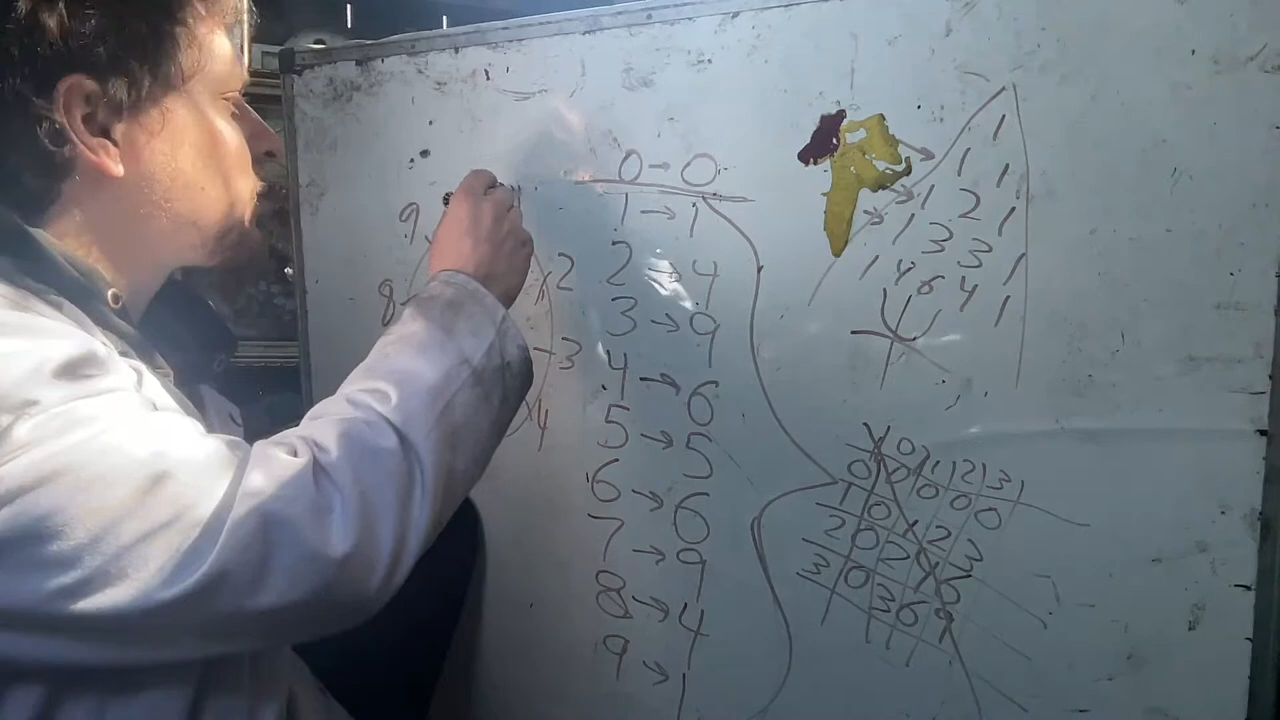 0 → 0
1 → 1
2 → 4
3 → 9
4 → 6
5 → 5
6 → 6
7 → 9
8 → 4
9 → 1
9
8
2
3
4
1
1 1
1 2 1
1 3 3 1
1 4 6 4 1
X 0 1 2 3
0 0 0 0 0
1 0 1 2 3
2 0 2 4 6
3 0 3 6 9